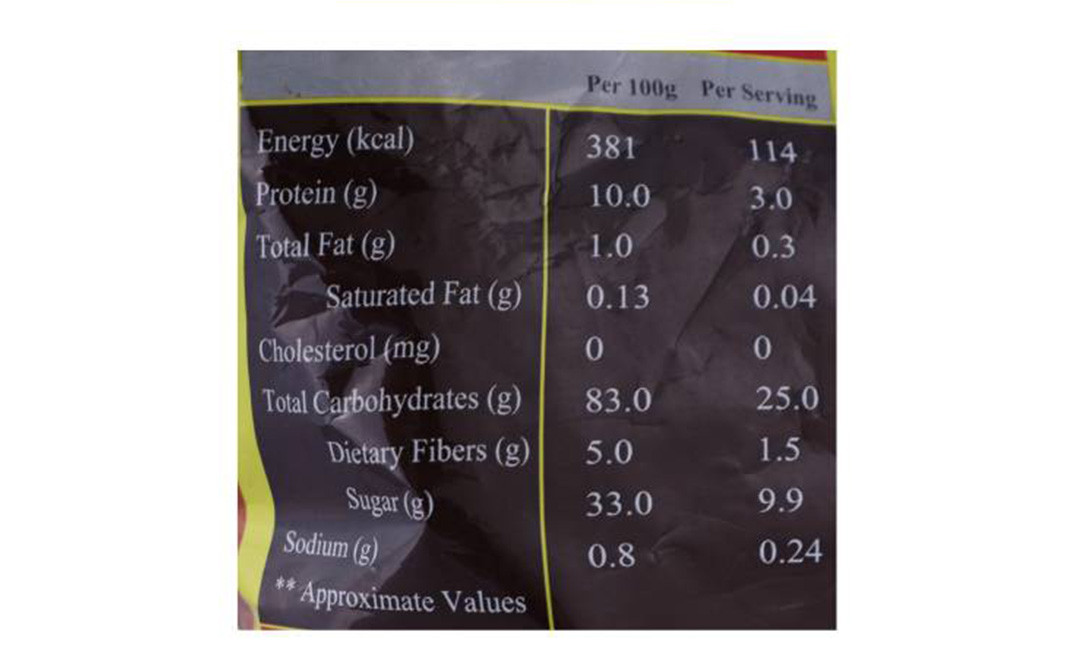 Per 100g Per Serving
Energy (kcal) 381 114
Protein (g) 10.0 3.0
Total Fat (g) 1.0 0.3
Saturated Fat (g) 0.13 0.04
Cholesterol (mg) 0 0
Total Carbohydrates (g) 83.0 25.0
Dietary Fibers (g) 5.0 1.5
Sugar (g) 33.0 9.9
Sodium (g) 0.8 0.24
** Approximate Values